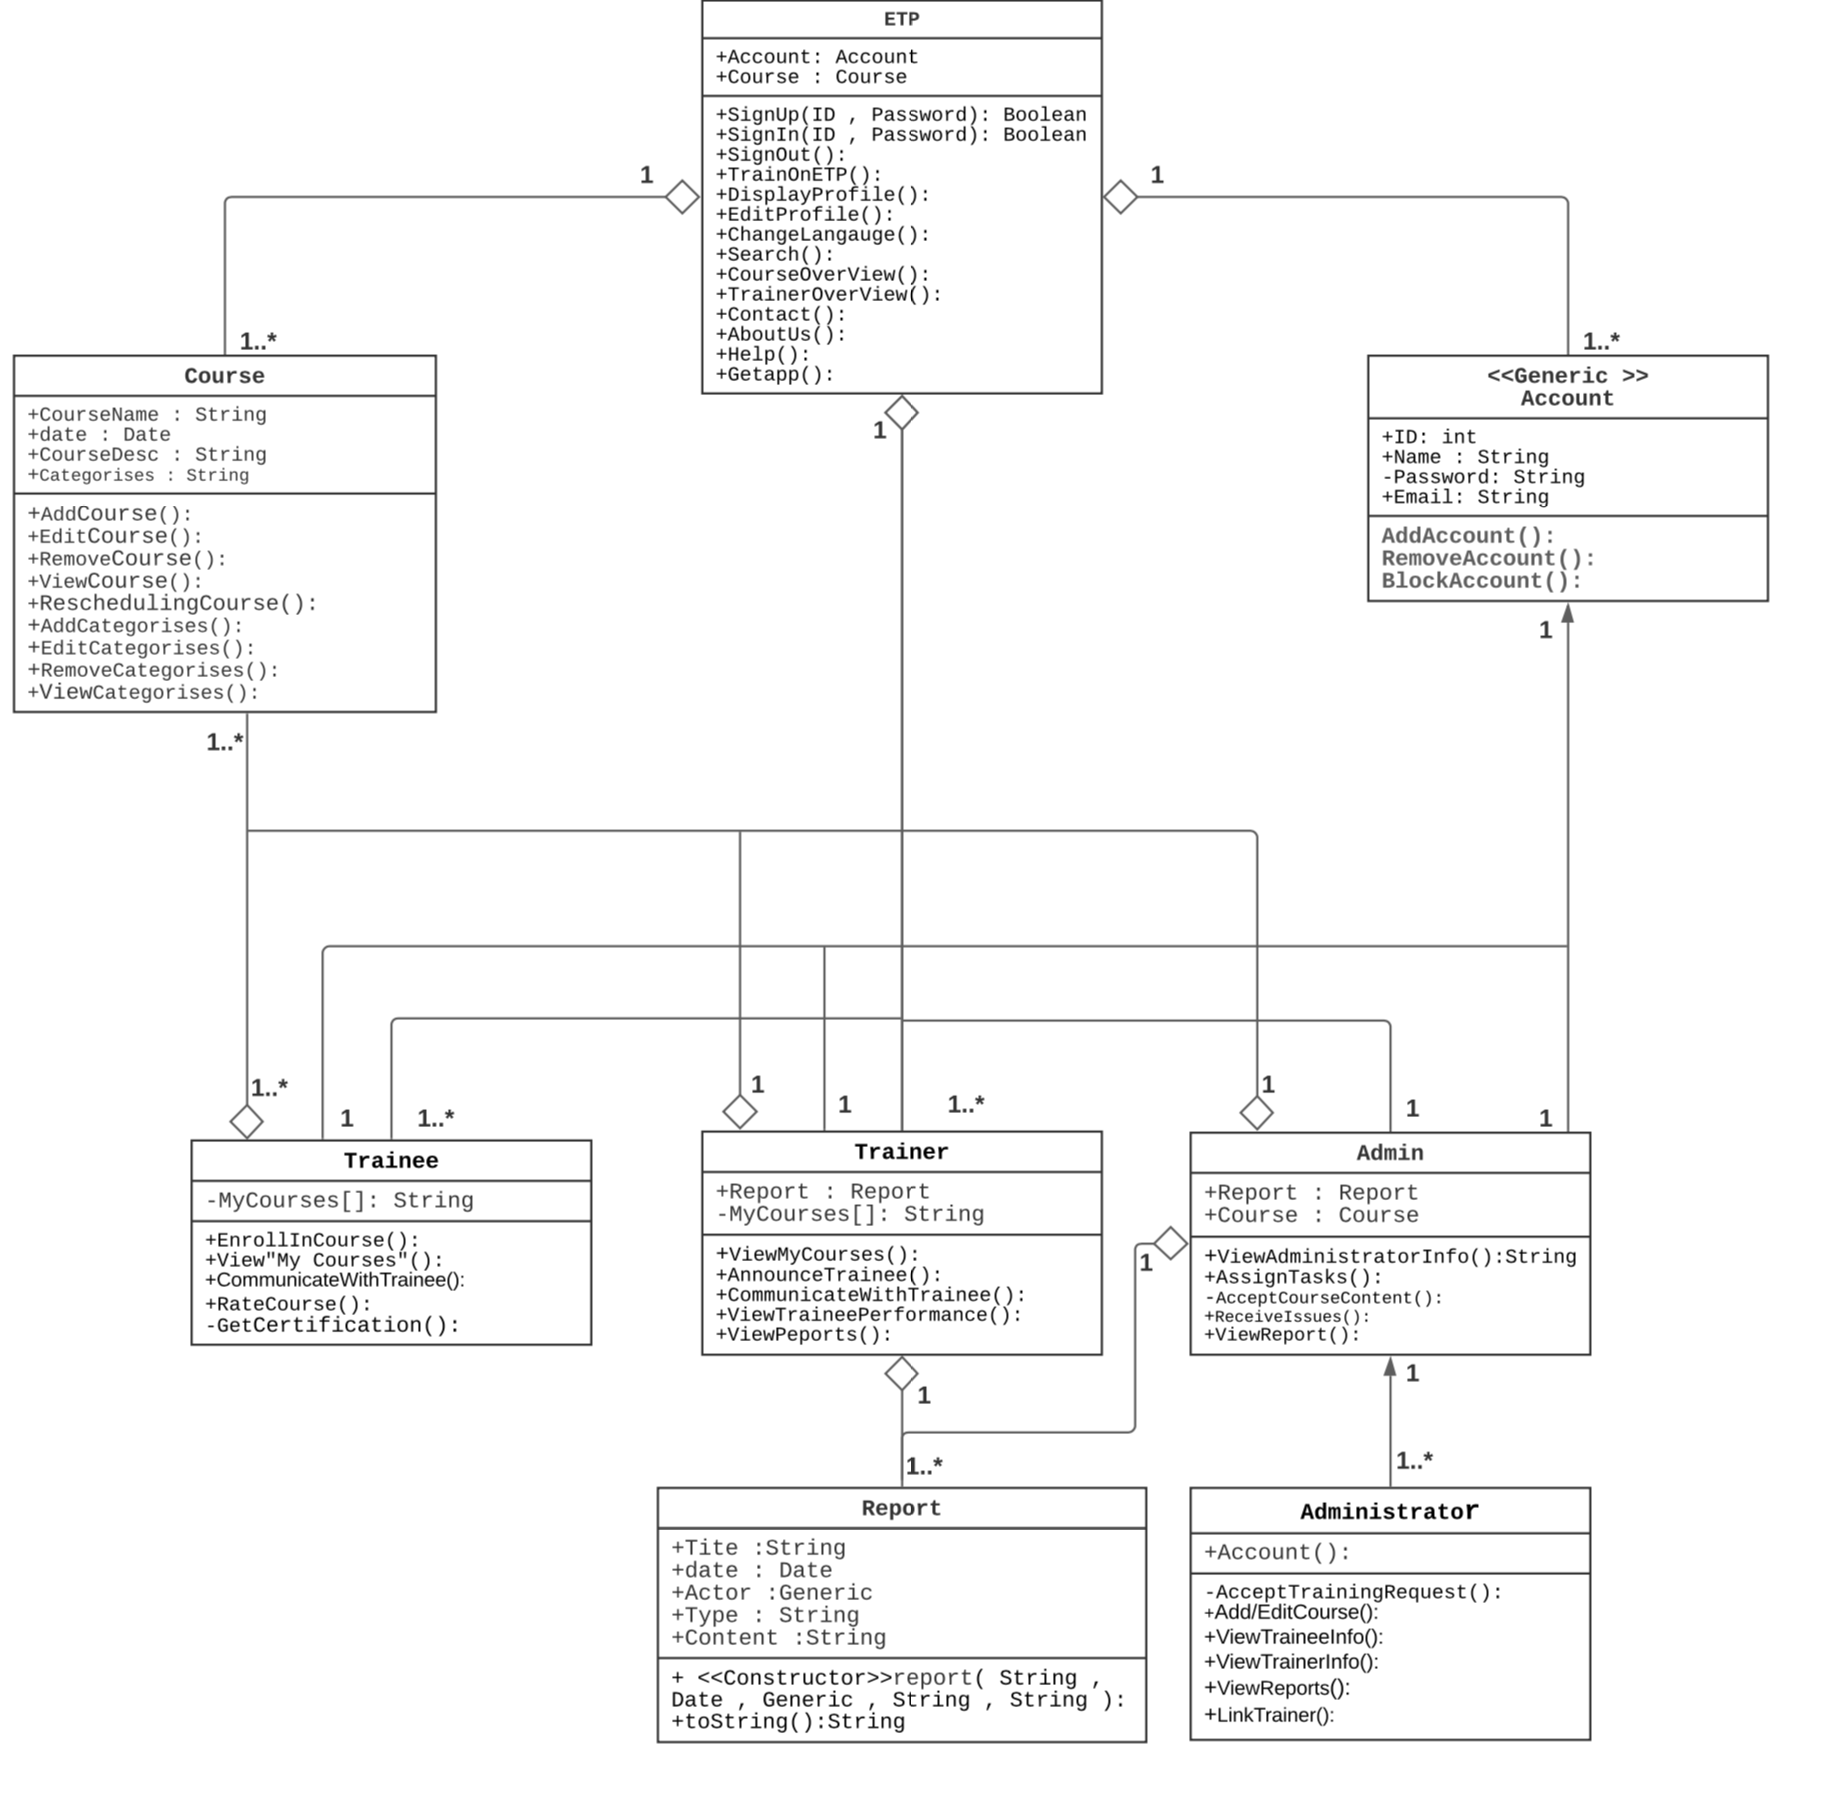 ETP
+Account: Account
+Course : Course
+SignUp(ID , Password): Boolean
+SignIn(ID , Password): Boolean
+SignOut():
+TrainOnETP():
+DisplayProfile():
+EditProfile():
+ChangeLangauge():
+Search():
+CourseOverView():
+TrainerOverView():
+Contact():
+AboutUs():
+Help():
+Getapp():
1
1
1
1..*
1..*
Course
+CourseName : String
+date : Date
+CourseDesc : String
+Categorises : String
+AddCourse():
+EditCourse():
+RemoveCourse():
+ViewCourse():
+ReschedulingCourse():
+AddCategorises():
+EditCategorises():
+RemoveCategorises():
+ViewCategorises():
<<Generic >>
Account
+ID: int
+Name : String
-Password: String
+Email: String
AddAccount():
RemoveAccount():
BlockAccount():
1
1..*
1..*
1
1..*
1
1
1..*
1
1
1
Trainee
-MyCourses[]: String
+EnrollInCourse():
+View"My Courses"():
+CommunicateWithTrainee():
+RateCourse():
-GetCertification():
Trainer
+Report : Report
-MyCourses[]: String
+ViewMyCourses():
+AnnounceTrainee():
+CommunicateWithTrainee():
+ViewTraineePerformance():
+ViewPeports():
Admin
+Report : Report
+Course : Course
+ViewAdministratorInfo():String
+AssignTasks():
-AcceptCourseContent():
+ReceiveIssues():
+ViewReport():
1
1
1
1..*
1..*
Report
+Tite :String
+date : Date
+Actor :Generic
+Type : String
+Content :String
+ <<Constructor>>report( String ,
Date , Generic , String , String ):
+toString():String
Administrator
+Account():
-AcceptTrainingRequest():
+Add/EditCourse():
+ViewTraineeInfo():
+ViewTrainerInfo():
+ViewReports():
+LinkTrainer():